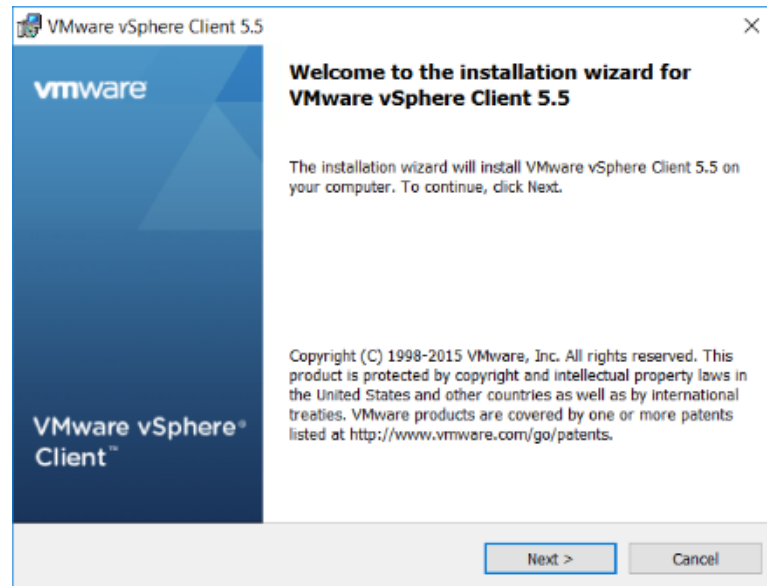 VMware vSphere Client 5.5
vmware
Welcome to the installation wizard for
VMware vSphere Client 5.5
The installation wizard will install VMware vSphere Client 5.5 on
your computer. To continue, click Next.
Copyright (C) 1998-2015 VMware, Inc. All rights reserved. This
product is protected by copyright and intellectual property laws in
the United States and other countries as well as by international
treaties. VMware products are covered by one or more patents
listed at http://www.vmware.com/go/patents.
VMware vSphere®
Client™
Next >
Cancel